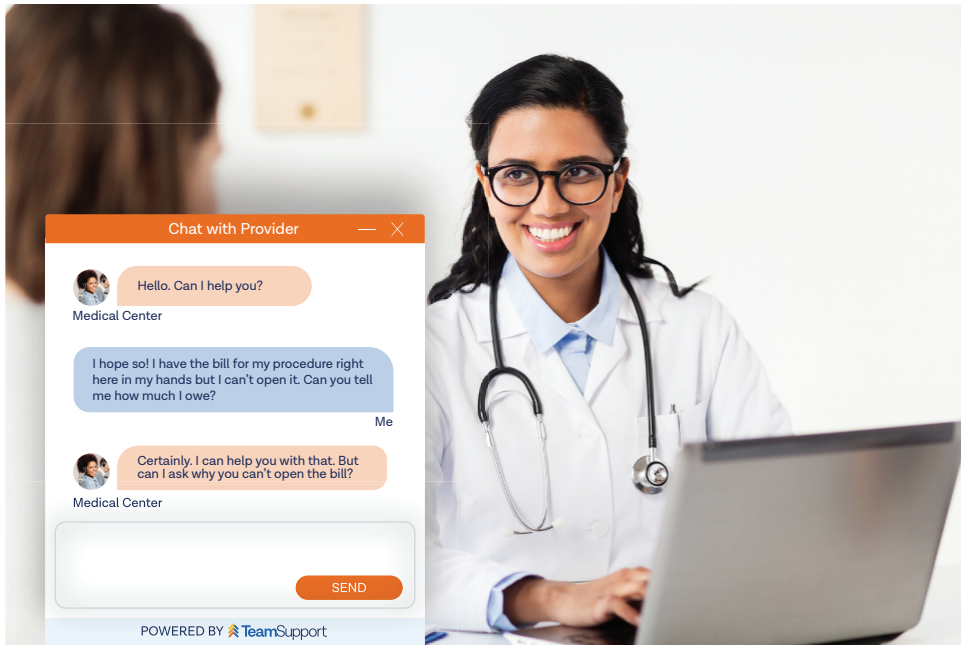 Chat with Provider
Hello. Can I help you?
Medical Center
I hope so! I have the bill for my procedure right
here in my hands but I can't open it. Can you tell
me how much I owe?
Me
Certainly. I can help you with that. But
can I ask why you can't open the bill?
Medical Center
SEND
POWERED BY TeamSupport